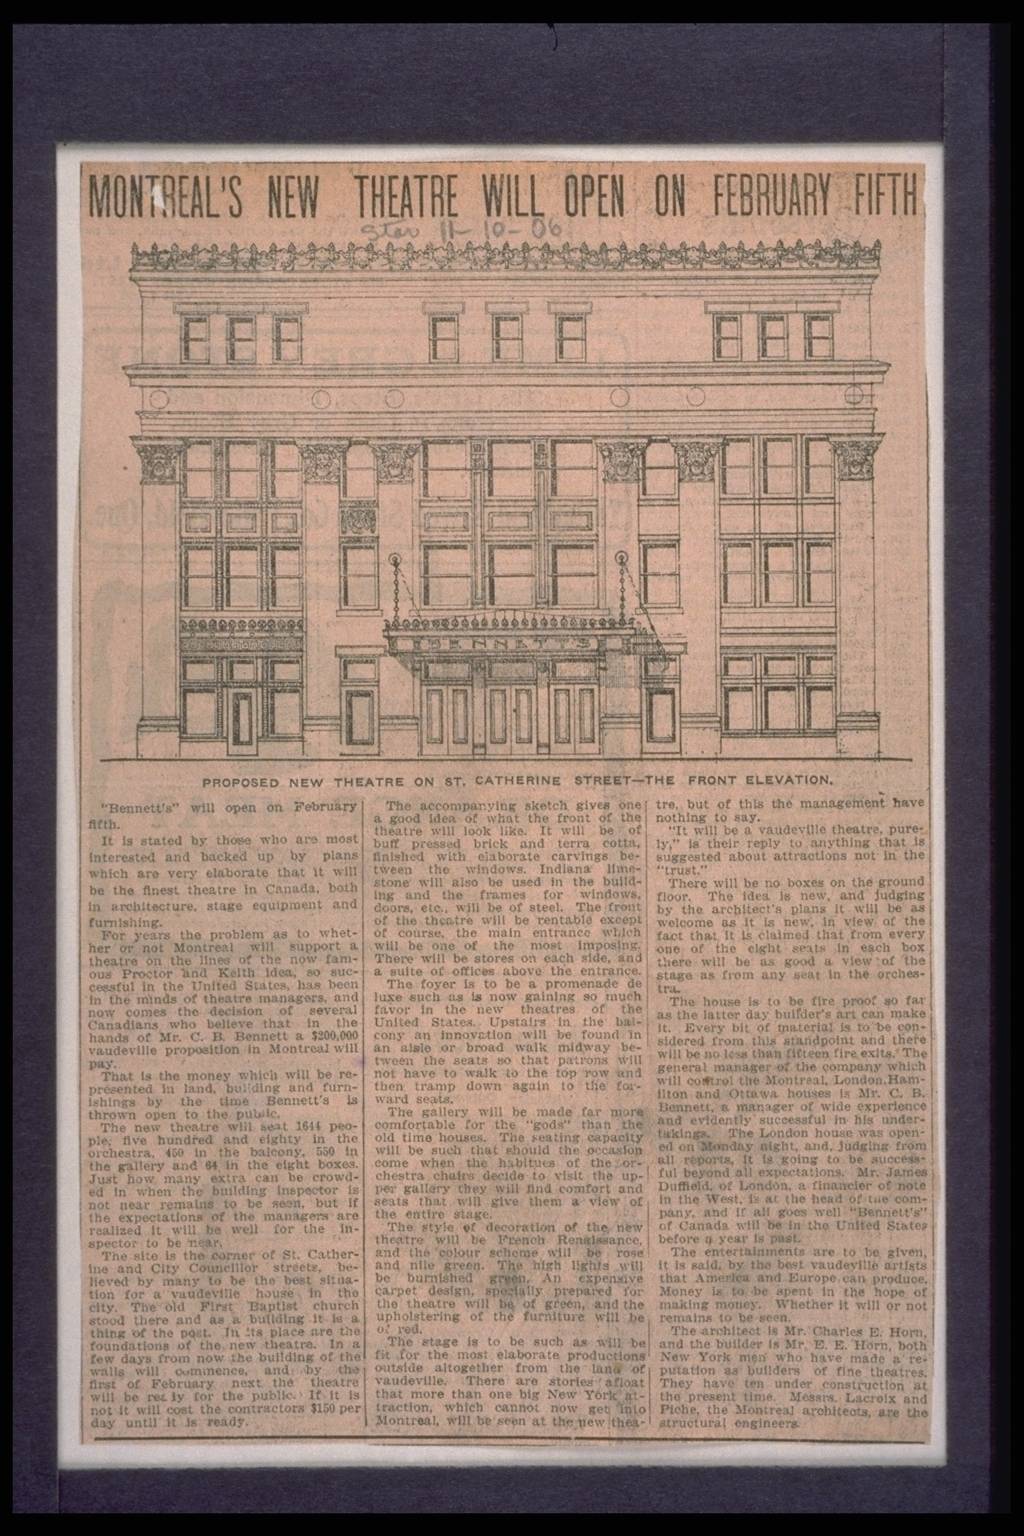 MONTREAL'S NEW THEATRE WILL OPEN ON FEBRUARY FIFTH
Star 11-10-06
BENNETT'S
PROPOSED NEW THEATRE ON ST. CATHERINE STREET—THE FRONT ELEVATION.
"Bennett's" will open on February
fifth.
It is stated by those who are most
interested and backed up by plans
which are very elaborate that it will
be the finest theatre in Canada, both
in architecture, stage equipment and
furnishing.
For years the problem as to whet-
her or not Montreal will support a
theatre on the lines of the now fam-
ous Proctor and Keith idea, so suc-
cessful in the United States, has been
in the minds of theatre managers, and
now comes the decision of several
Canadians who believe that in the
hands of Mr. C. B. Bennett a $200,000
vaudeville proposition in Montreal will
pay.
That is the money which will be re-
presented in land, building and furn-
ishings by the time Bennett's is
thrown open to the public.
The new theatre will seat 1644 peo-
ple, five hundred and eighty in the
orchestra, 450 in the balcony, 550 in
the gallery and 64 in the eight boxes.
Just how many extra can be crowd-
ed in when the building inspector is
not near remains to be seen, but if
the expectations of the managers are
realized it will be well for the in-
spector to be near.
The site is the corner of St. Cather-
ine and City Councillor streets, be-
lieved by many to be the best situa-
tion for a vaudeville house in the
city. The old First Baptist church
stood there and as a building it is a
thing of the past. In its place are the
foundations of the new theatre. In a
few days from now the building of the
walls will commence, and by the
first of February next the theatre
will be ready for the public. If it is
not it will cost the contractors $150 per
day until it is ready.
The accompanying sketch gives one
a good idea of what the front of the
theatre will look like. It will be of
buff pressed brick and terra cotta,
finished with elaborate carvings be-
tween the windows. Indiana lime-
stone will also be used in the build-
ing and the frames for windows,
doors, etc., will be of steel. The front
of the theatre will be rentable except
of course, the main entrance which
will be one of the most imposing.
There will be stores on each side, and
a suite of offices above the entrance.
The foyer is to be a promenade de
luxe such as is now gaining so much
favor in the new theatres of the
United States. Upstairs in the bal-
cony an innovation will be found in
an aisle or broad walk midway be-
tween the seats so that patrons will
not have to walk to the top row and
then tramp down again to the for-
ward seats.
The gallery will be made far more
comfortable for the "gods" than the
old time houses. The seating capacity
will be such that should the occasion
come when the habitues of the or-
chestra chairs decide to visit the up-
per gallery they will find comfort and
seats that will give them a view of
the entire stage.
The style of decoration of the new
theatre will be French Renaissance,
and the colour scheme will be rose
and nile green. The high lights will
be burnished green. An expensive
carpet design, specially prepared for
the theatre will be of green, and the
upholstering of the furniture will be
of red.
The stage is to be such as will be
fit for the most elaborate productions
outside altogether from the land of
vaudeville. There are stories afloat
that more than one big New York at-
traction, which cannot now get into
Montreal, will be seen at the new thea-
tre, but of this the management have
nothing to say.
"It will be a vaudeville theatre, pure-
ly," is their reply to anything that is
suggested about attractions not in the
"trust."
There will be no boxes on the ground
floor. The idea is new, and judging
by the architect's plans it will be as
welcome as it is new, in view of the
fact that it is claimed that from every
one of the eight seats in each box
there will be as good a view of the
stage as from any seat in the orches-
tra.
The house is to be fire proof so far
as the latter day builder's art can make
it. Every bit of material is to be con-
sidered from this standpoint and there
will be no less than fifteen fire exits. The
general manager of the company which
will control the Montreal, London, Ham-
ilton and Ottawa houses is Mr. C. B.
Bennett, a manager of wide experience
and evidently successful in his under-
takings. The London house was open-
ed on Monday night, and, judging from
all reports, it is going to be success-
ful beyond all expectations. Mr. James
Duffield, of London, a financier of note
in the West, is at the head of the com-
pany, and if all goes well "Bennett's"
of Canada will be in the United States
before a year is past.
The entertainments are to be given,
it is said, by the best vaudeville artists
that America and Europe can produce.
Money is to be spent in the hope of
making money. Whether it will or not
remains to be seen.
The architect is Mr. Charles E. Horn,
and the builder is Mr. E. E. Horn, both
New York men who have made a re-
putation as builders of fine theatres.
They have ten under construction at
the present time. Messrs. Lacroix and
Piche, the Montreal architects, are the
structural engineers.